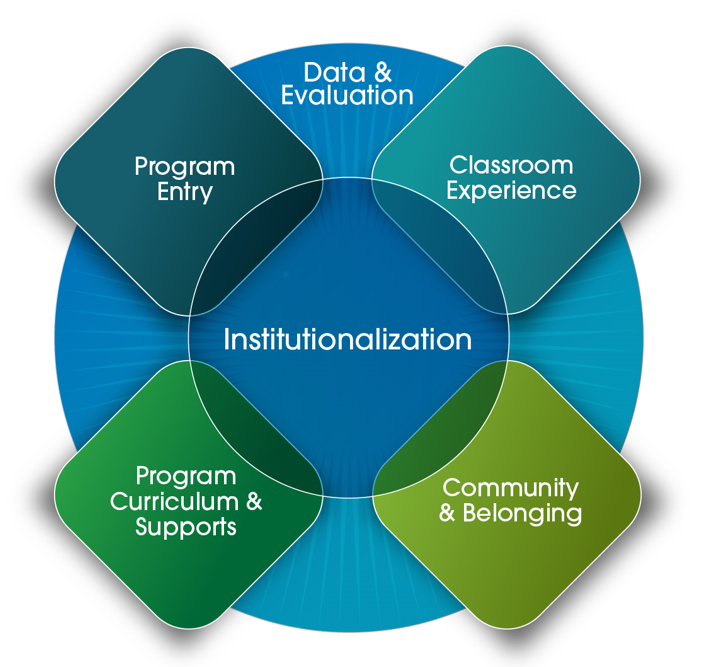 Data &
Evaluation
Program
Entry
Classroom
Experience
Institutionalization
Program
Curriculum &
Supports
Community
& Belonging